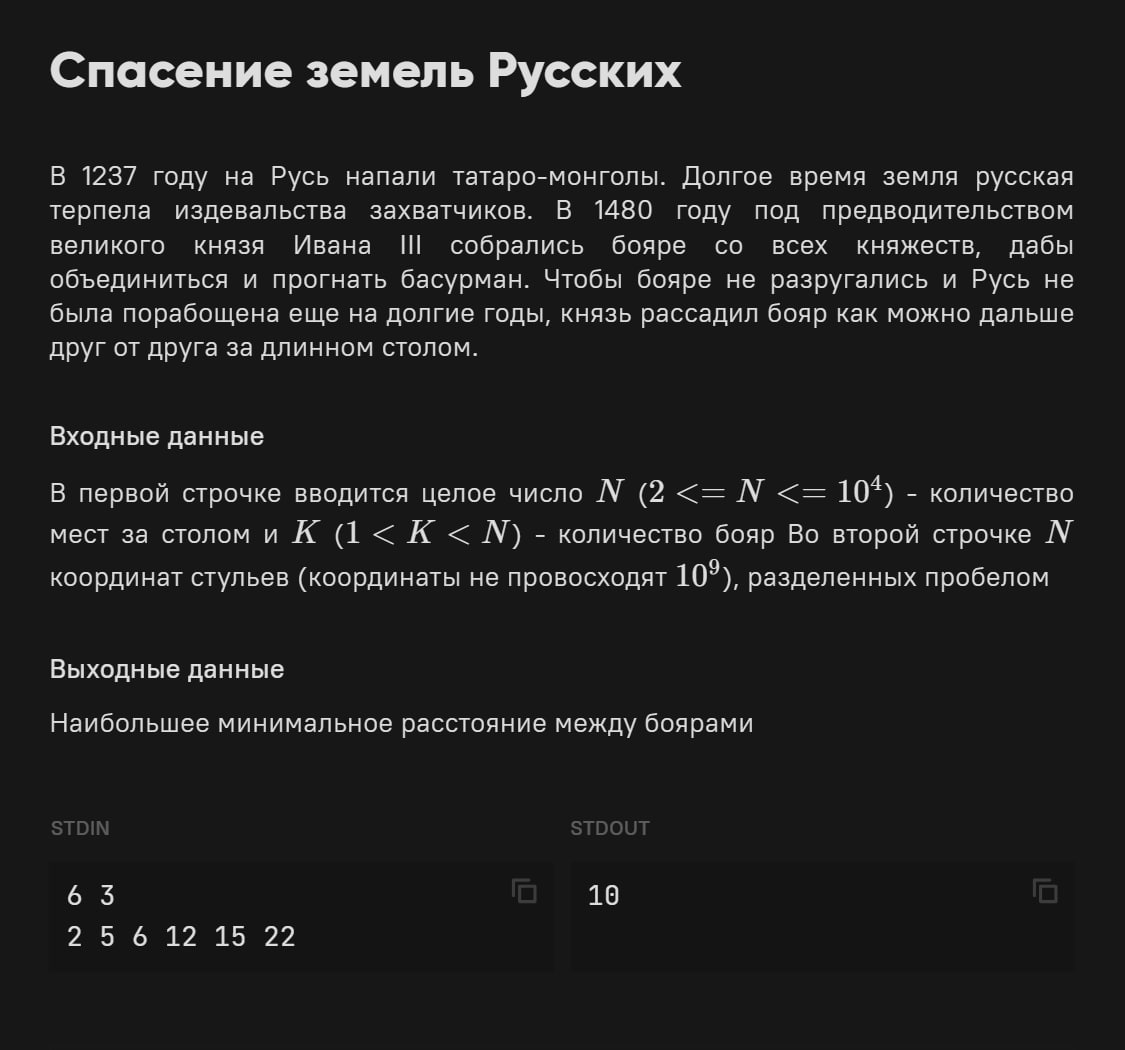 Спасение земель Русских
В 1237 году на Русь напали татаро-монголы. Долгое время земля русская
терпела издевальства захватчиков. В 1480 году под предводительством
великого князя Ивана III собрались бояре со всех княжеств, дабы
объединиться и прогнать басурман. Чтобы бояре не разругались и Русь не
была порабощена еще на долгие годы, князь рассадил бояр как можно дальше
друг от друга за длинном столом.
Входные данные
В первой строчке вводится целое число N (2 <= N <= 10^4) - количество
мест за столом и K (1 < K < N) - количество бояр Во второй строчке N
координат стульев (координаты не провосходят 10^9), разделенных пробелом
Выходные данные
Наибольшее минимальное расстояние между боярами
STDIN
6 3
2 5 6 12 15 22
STDOUT
10